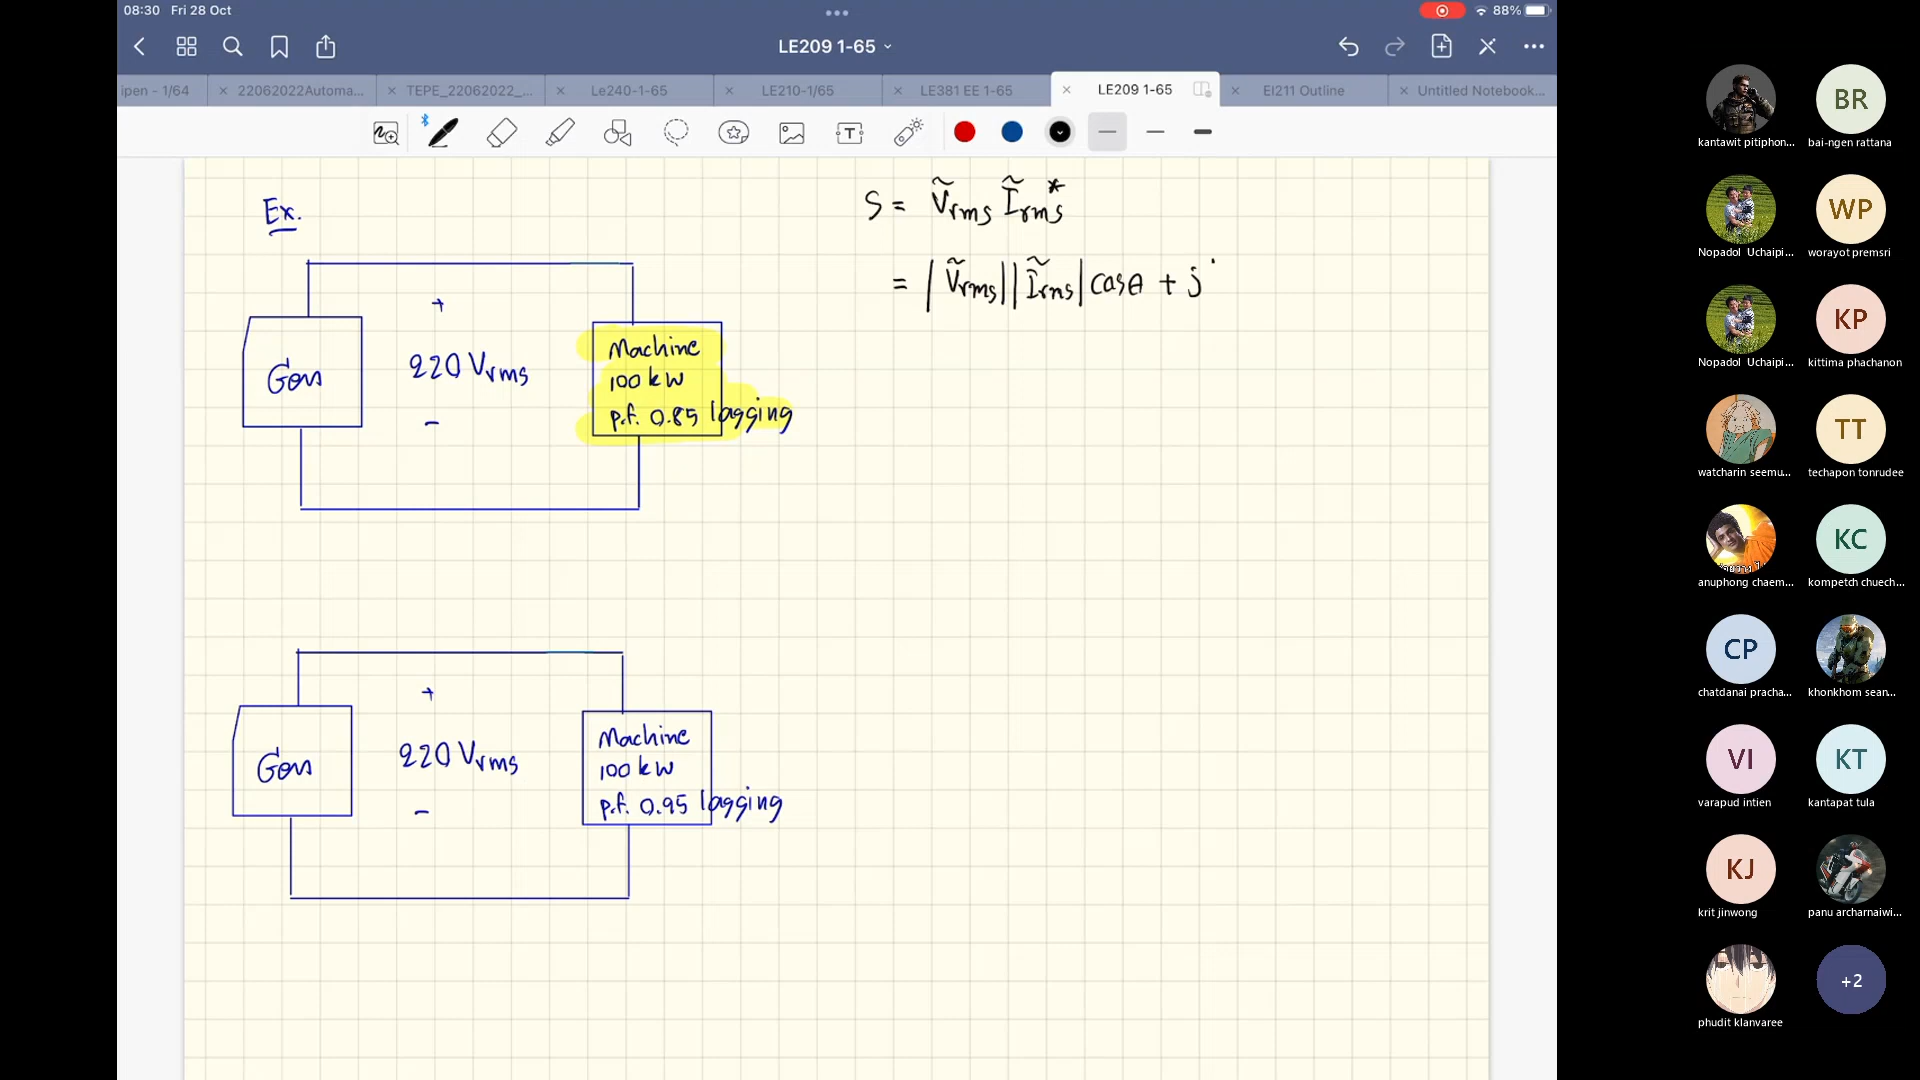 08:30 Fri 28 Oct
88%
LE209 1-65
ipen - 1/64
22062022Automa...
TEPE_22062022_...
Le240-1-65
LE210-1/65
LE381 EE 1-65
LE209 1-65
EI211 Outline
Untitled Notebook...
Ex.
S = Ṽrms Ĩrms*
= |Ṽrms||Ĩrms| cosθ + j
+
Gen
220 Vrms
-
Machine
100 kW
p.f. 0.85 lagging
+
Gen
220 Vrms
-
Machine
100 kW
p.f. 0.95 lagging
kantawit pitiphon...
BR
bai-ngen rattana
Nopadol Uchaipi...
WP
worayot premsri
Nopadol Uchaipi...
KP
kittima phachanon
watcharin seemu...
TT
techapon tonrudee
anuphong chaem...
KC
kompetch chuech...
CP
chatdanai pracha...
khonkhom sean...
VI
varapud intien
KT
kantapat tula
KJ
krit jinwong
panu archarnaiwi...
phudit klanvaree
+2